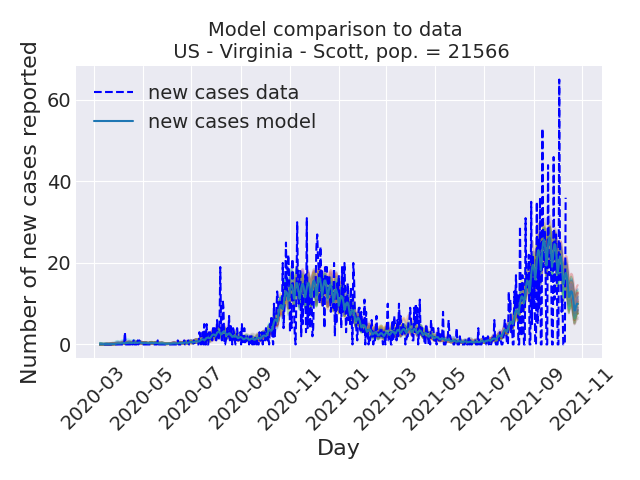 Model comparison to data
US - Virginia - Scott, pop. = 21566
Number of new cases reported
60
40
20
0
new cases data
new cases model
2020-03
2020-05
2020-07
2020-09
2020-11
2021-01
2021-03
2021-05
2021-07
2021-09
2021-11
Day